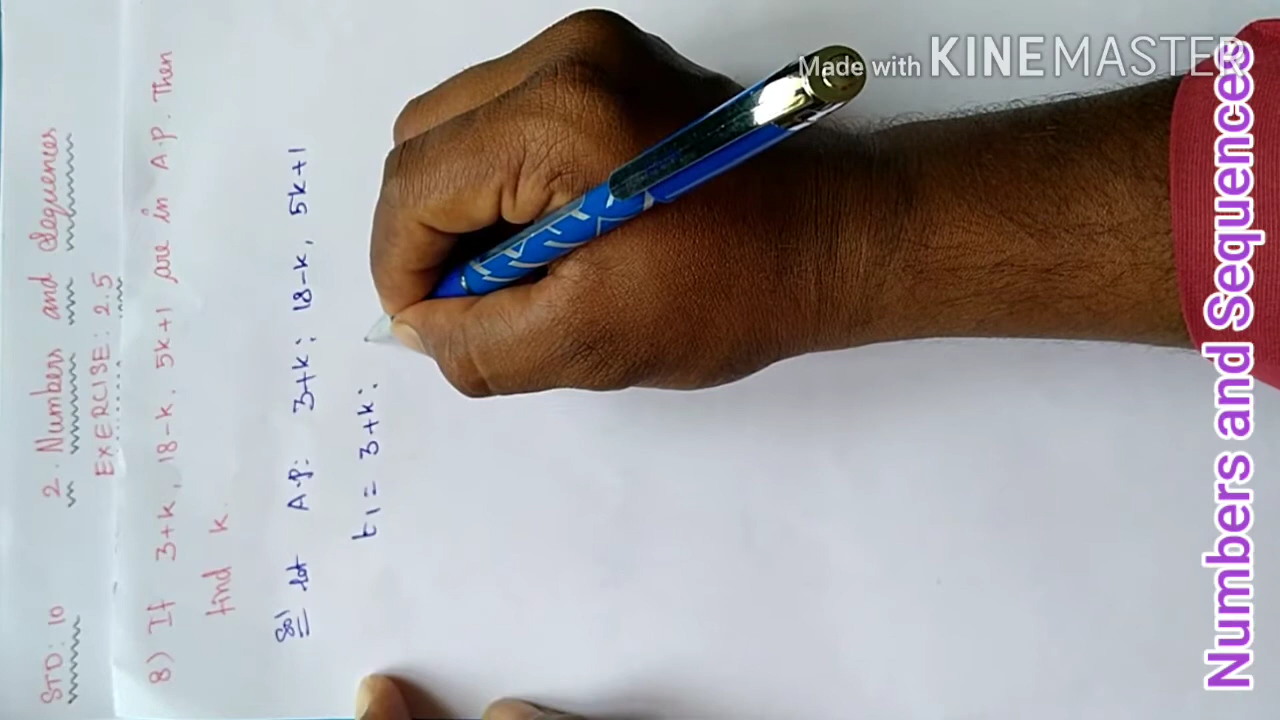 STD: 10 2. Numbers and Sequences
EXERCISE: 2.5
8) If 3+k, 18-k, 5k+1 are in A.P. Then
find k.
Sol let A.P: 3+k; 18-k, 5k+1
t1 = 3+k;
Made with KINEMASTER
Numbers and Sequences